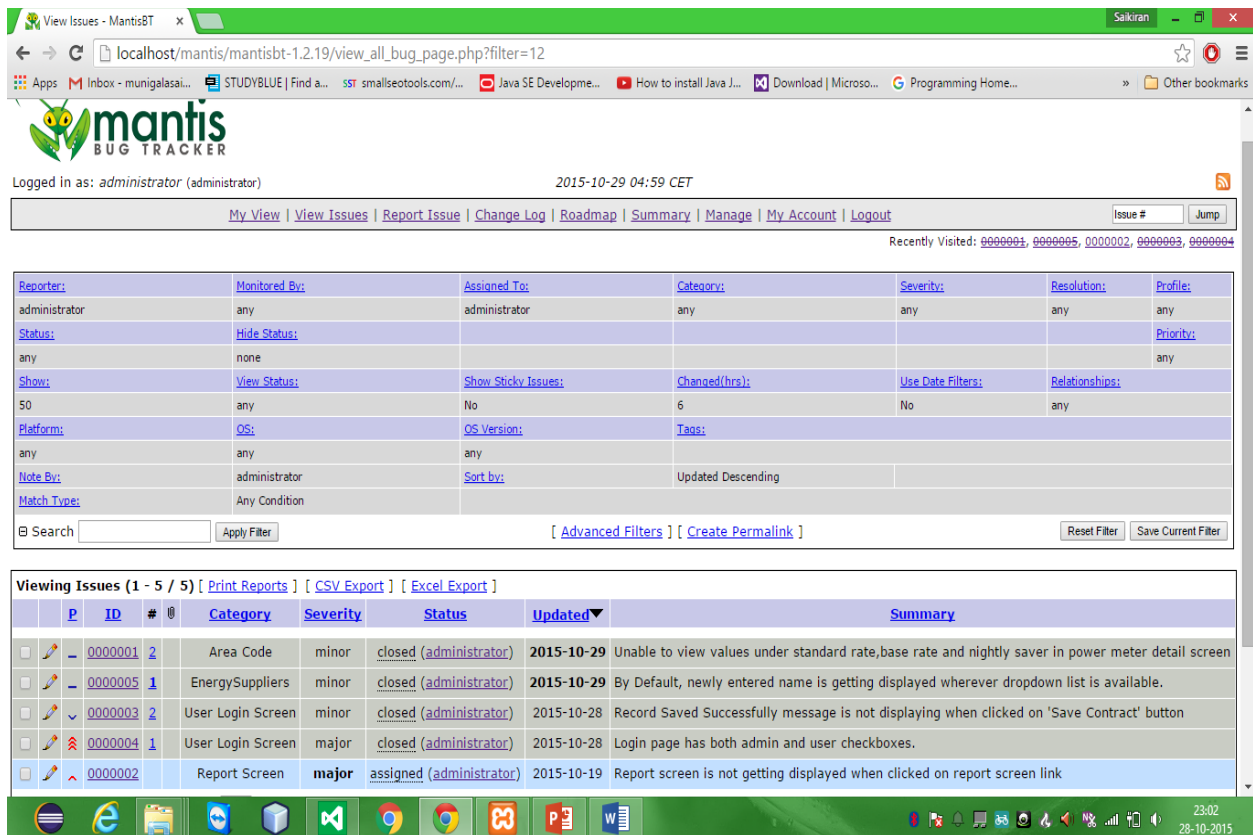 View Issues - MantisBT
Saikiran
localhost/mantis/mantisbt-1.2.19/view_all_bug_page.php?filter=12
Apps Inbox - munigalasai... STUDYBLUE | Find a... SST smallseotools.com/... Java SE Developme... How to install Java J... Download | Microso... Programming Home... » Other bookmarks
mantis
BUG TRACKER
Logged in as: administrator (administrator) 2015-10-29 04:59 CET
My View | View Issues | Report Issue | Change Log | Roadmap | Summary | Manage | My Account | Logout Issue # Jump
Recently Visited: 0000001, 0000005, 0000002, 0000003, 0000004
Reporter: Monitored By: Assigned To: Category: Severity: Resolution: Profile:
administrator any administrator any any any any
Status: Hide Status: Priority:
any none any
Show: View Status: Show Sticky Issues: Changed(hrs): Use Date Filters: Relationships:
50 any No 6 No any
Platform: OS: OS Version: Tags:
any any any
Note By: administrator Sort by: Updated Descending
Match Type: Any Condition
Search Apply Filter [ Advanced Filters ] [ Create Permalink ] Reset Filter Save Current Filter
Viewing Issues (1 - 5 / 5) [ Print Reports ] [ CSV Export ] [ Excel Export ]
P ID # Category Severity Status Updated Summary
0000001 2 Area Code minor closed (administrator) 2015-10-29 Unable to view values under standard rate,base rate and nightly saver in power meter detail screen
0000005 1 EnergySuppliers minor closed (administrator) 2015-10-29 By Default, newly entered name is getting displayed wherever dropdown list is available.
0000003 2 User Login Screen minor closed (administrator) 2015-10-28 Record Saved Successfully message is not displaying when clicked on 'Save Contract' button
0000004 1 User Login Screen major closed (administrator) 2015-10-28 Login page has both admin and user checkboxes.
0000002 Report Screen major assigned (administrator) 2015-10-19 Report screen is not getting displayed when clicked on report screen link
23:02
28-10-2015